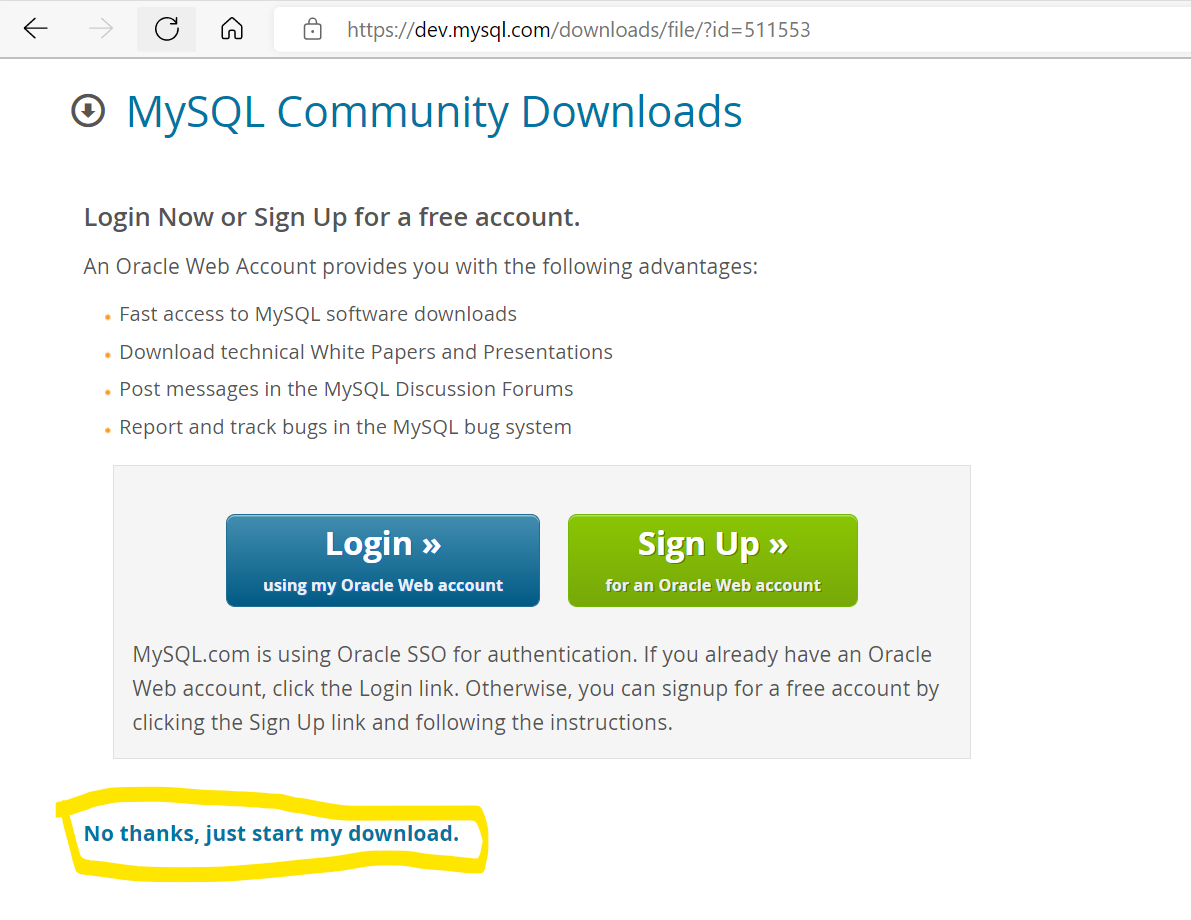 https://dev.mysql.com/downloads/file/?id=511553
MySQL Community Downloads
Login Now or Sign Up for a free account.
An Oracle Web Account provides you with the following advantages:
Fast access to MySQL software downloads
Download technical White Papers and Presentations
Post messages in the MySQL Discussion Forums
Report and track bugs in the MySQL bug system
Login »
using my Oracle Web account
Sign Up »
for an Oracle Web account
MySQL.com is using Oracle SSO for authentication. If you already have an Oracle
Web account, click the Login link. Otherwise, you can signup for a free account by
clicking the Sign Up link and following the instructions.
No thanks, just start my download.